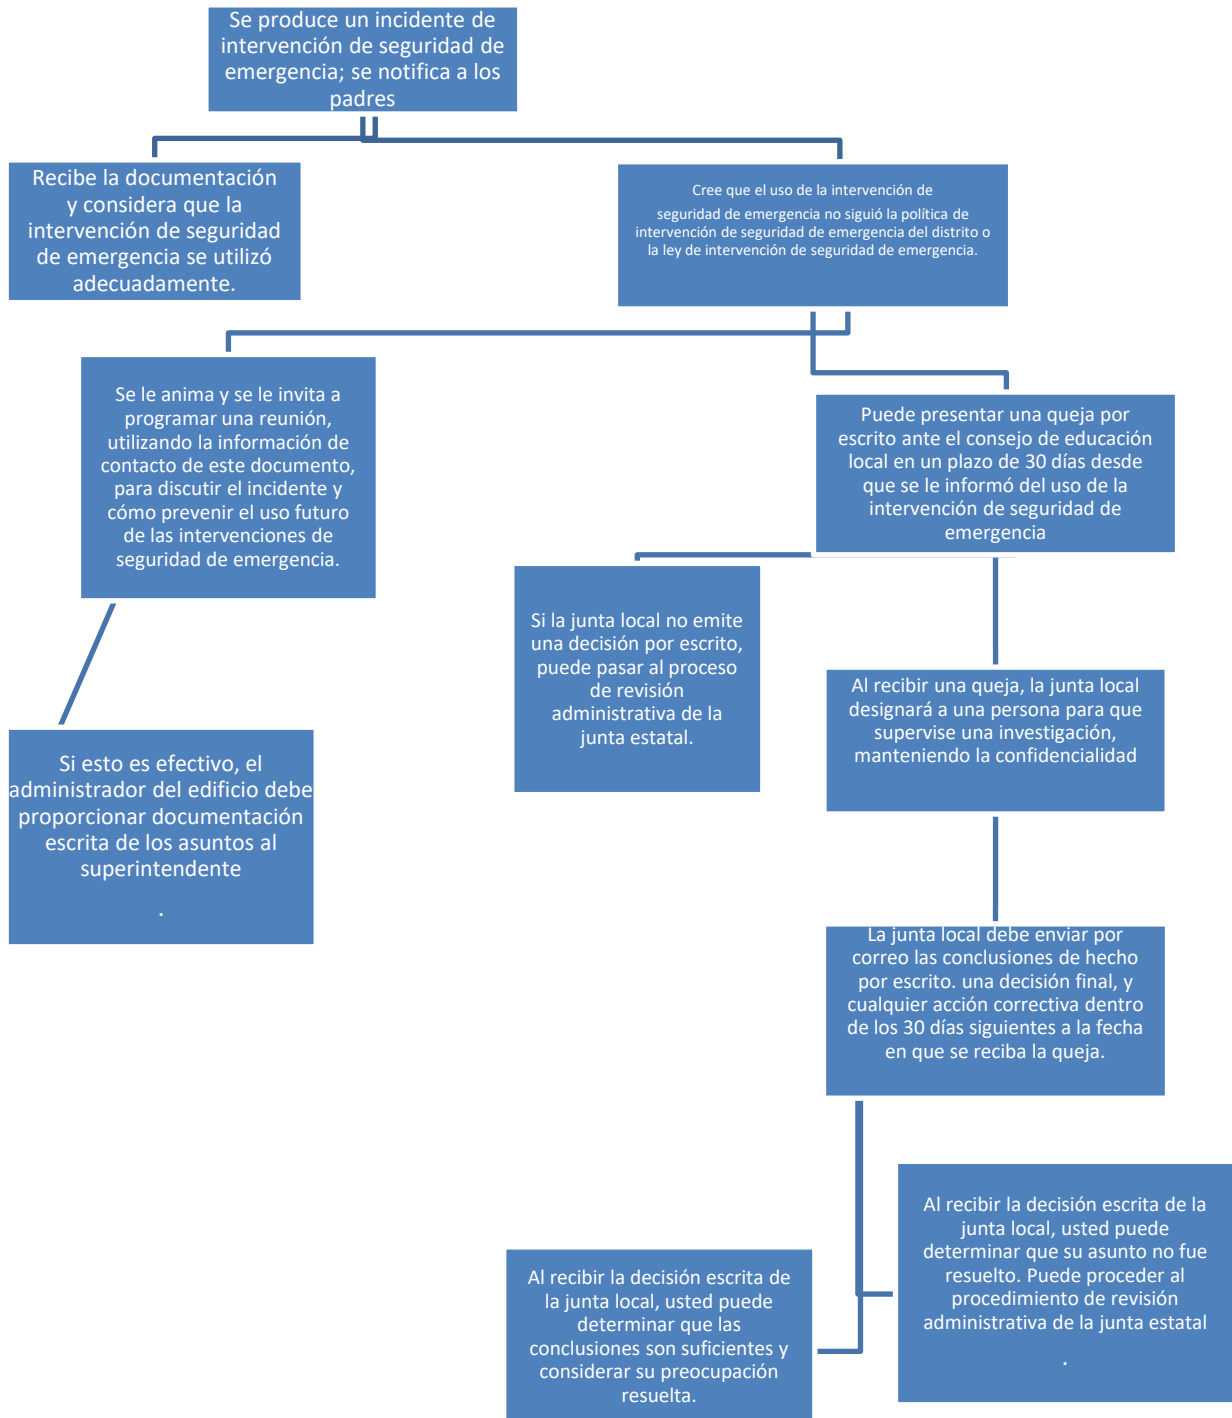 Se produce un incidente de
intervención de seguridad de
emergencia; se notifica a los
padres
Recibe la documentación
y considera que la
intervención de seguridad
de emergencia se utilizó
adecuadamente.
Cree que el uso de la intervención de
seguridad de emergencia no siguió la política de
intervención de seguridad de emergencia del distrito o
la ley de intervención de seguridad de emergencia.
Se le anima y se le invita a
programar una reunión,
utilizando la información de
contacto de este documento,
para discutir el incidente y
cómo prevenir el uso futuro
de las intervenciones de
seguridad de emergencia.
Puede presentar una queja por
escrito ante el consejo de educación
local en un plazo de 30 días desde
que se le informó del uso de la
intervención de seguridad de
emergencia
Si la junta local no emite
una decisión por escrito,
puede pasar al proceso
de revisión
administrativa de la
junta estatal.
Al recibir una queja, la junta local
designará a una persona para que
supervise una investigación,
manteniendo la confidencialidad
Si esto es efectivo, el
administrador del edificio debe
proporcionar documentación
escrita de los asuntos al
superintendente
.
La junta local debe enviar por
correo las conclusiones de hecho
por escrito. una decisión final, y
cualquier acción correctiva dentro
de los 30 días siguientes a la fecha
en que se reciba la queja.
Al recibir la decisión escrita de
la junta local, usted puede
determinar que las
conclusiones son suficientes y
considerar su preocupación
resuelta.
Al recibir la decisión escrita de la
junta local, usted puede
determinar que su asunto no fue
resuelto. Puede proceder al
procedimiento de revisión
administrativa de la junta estatal
.